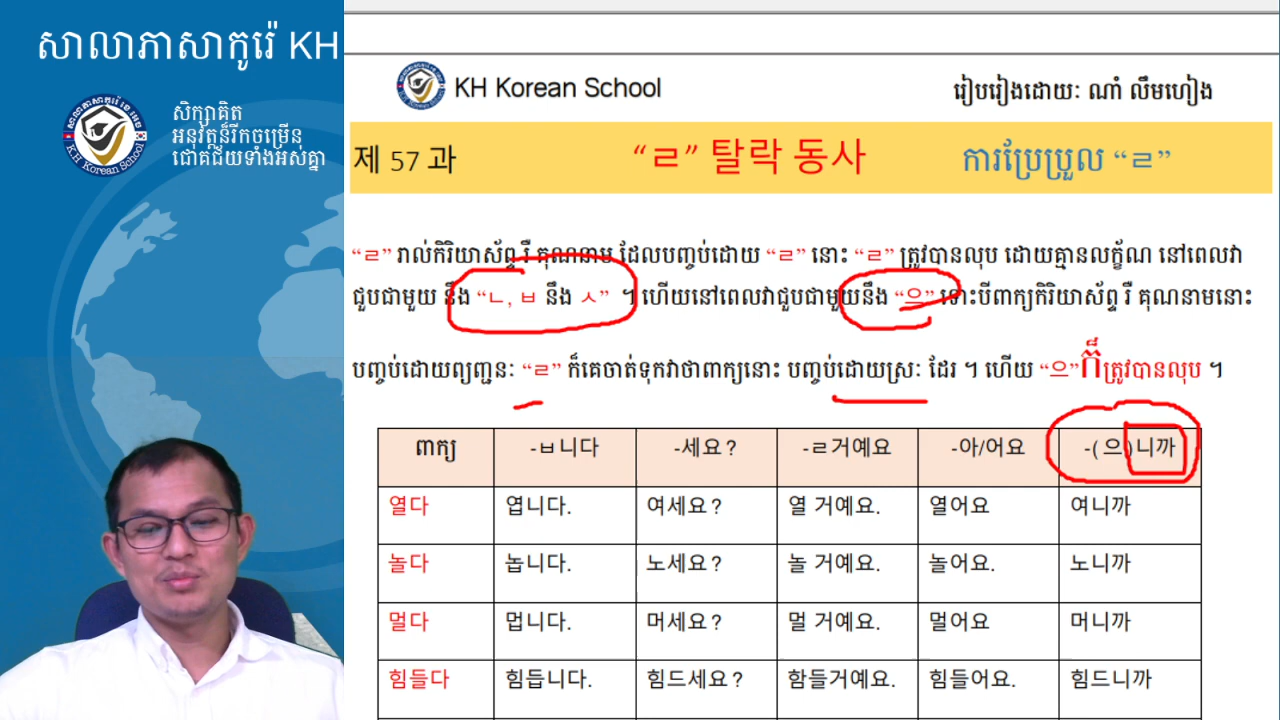 សាលាភាសាកូរ៉េ KH
សិក្សាគិត
អនុវត្តន៏រីកចម្រើន
ជោគជ័យទាំងអស់គ្នា
KH Korean School
រៀបរៀងដោយៈ ណាំ លឹមហៀង
제 57 과 “ㄹ” 탈락 동사 ការប្រែប្រួល “ㄹ”
“ㄹ” រាល់កិរិយាស័ព្ទ រឺ គុណនាម ដែលបញ្ចប់ដោយ “ㄹ” នោះ “ㄹ” ត្រូវបានលុប ដោយគ្មានលក្ខ័ណ នៅពេលវា
ជួបជាមួយ នឹង “ㄴ, ㅂ នឹង ㅅ” ។ ហើយនៅពេលវាជួបជាមួយនឹង “으” ទោះបីពាក្យកិរិយាស័ព្ទ រឺ គុណនាមនោះ
បញ្ចប់ដោយព្យញ្ជនៈ “ㄹ” ក៏គេចាត់ទុកវាថាពាក្យនោះ បញ្ចប់ដោយស្រៈ ដែរ ។ ហើយ “으”ក៏ត្រូវបានលុប ។
ពាក្យ -ㅂ니다 -세요? -ㄹ거예요 -아/어요 -(으)니까
열다 엽니다. 여세요? 열 거예요. 열어요 여니까
놀다 놉니다. 노세요? 놀 거예요. 놀어요. 노니까
멀다 멉니다. 머세요? 멀 거예요. 멀어요 머니까
힘들다 힘듭니다. 힘드세요? 함들거예요. 힘들어요. 힘드니까